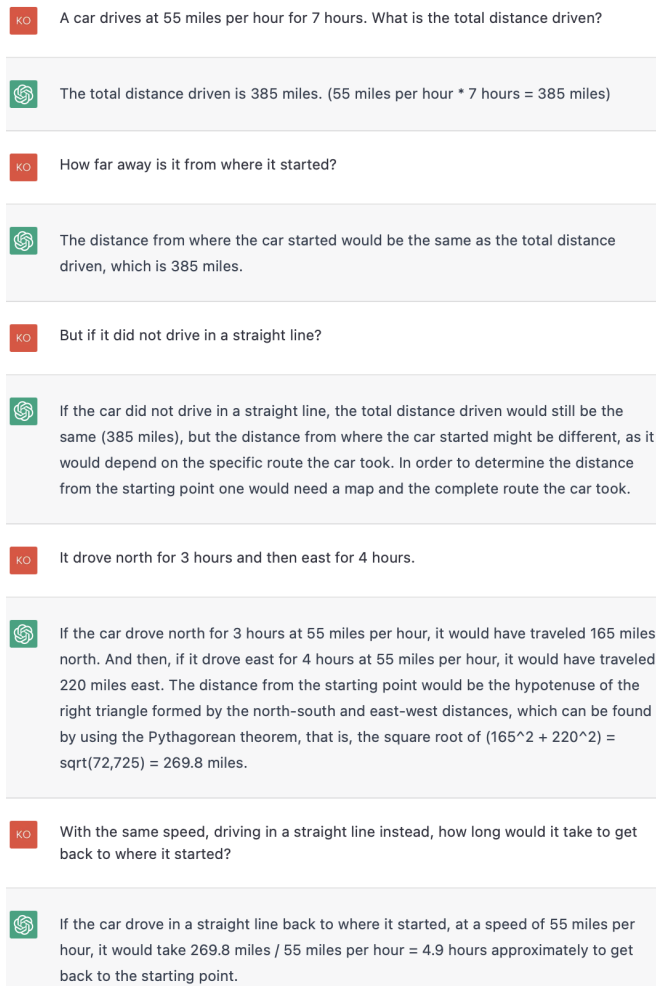 KO
A car drives at 55 miles per hour for 7 hours. What is the total distance driven?
The total distance driven is 385 miles. (55 miles per hour * 7 hours = 385 miles)
KO
How far away is it from where it started?
The distance from where the car started would be the same as the total distance
driven, which is 385 miles.
KO
But if it did not drive in a straight line?
If the car did not drive in a straight line, the total distance driven would still be the
same (385 miles), but the distance from where the car started might be different, as it
would depend on the specific route the car took. In order to determine the distance
from the starting point one would need a map and the complete route the car took.
KO
It drove north for 3 hours and then east for 4 hours.
If the car drove north for 3 hours at 55 miles per hour, it would have traveled 165 miles
north. And then, if it drove east for 4 hours at 55 miles per hour, it would have traveled
220 miles east. The distance from the starting point would be the hypotenuse of the
right triangle formed by the north-south and east-west distances, which can be found
by using the Pythagorean theorem, that is, the square root of (165^2 + 220^2) =
sqrt(72,725) = 269.8 miles.
KO
With the same speed, driving in a straight line instead, how long would it take to get
back to where it started?
If the car drove in a straight line back to where it started, at a speed of 55 miles per
hour, it would take 269.8 miles / 55 miles per hour = 4.9 hours approximately to get
back to the starting point.